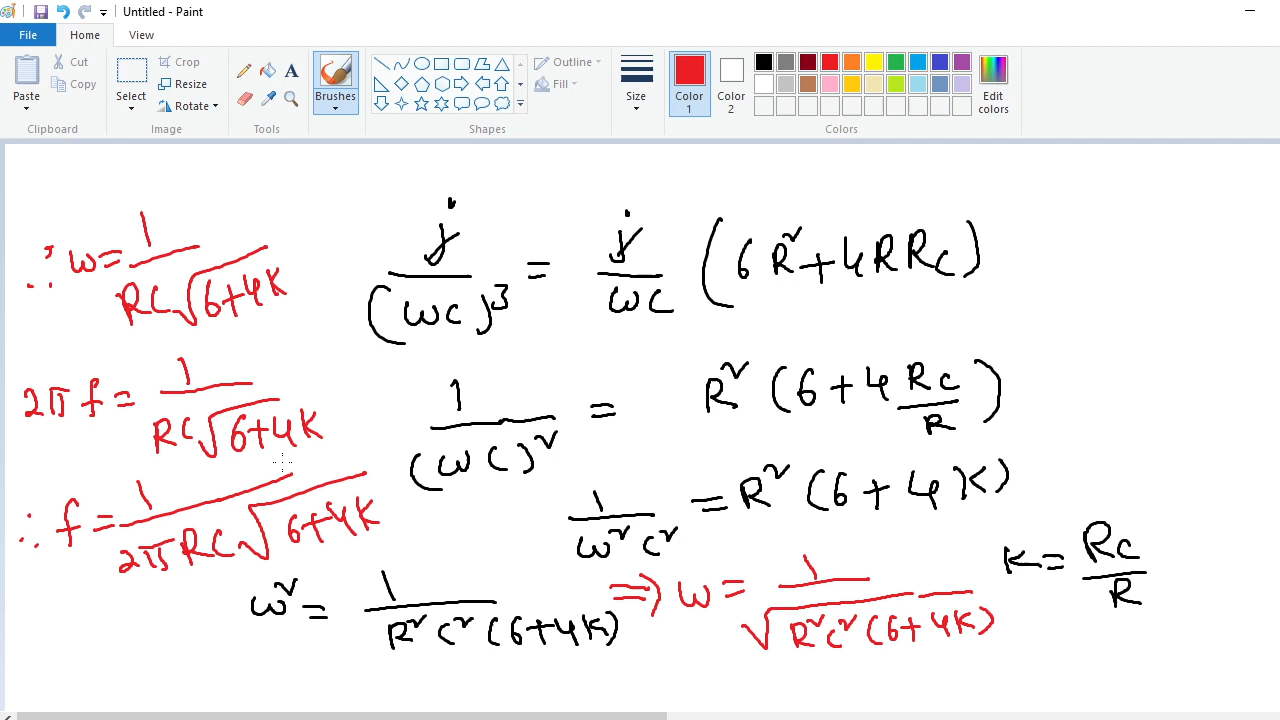 Untitled - Paint
File Home View
Paste Cut Copy Clipboard
Select Crop Resize Rotate Image
Tools
Brushes
Outline Fill Shapes
Size
Color 1 Color 2 Edit colors Colors
j/(ωc)³ = j/ωc (6R² + 4RRc)
1/(ωc)² = R² (6 + 4 Rc/R)
1/ω²c² = R² (6 + 4K)
K = Rc/R
ω² = 1/R²C²(6+4K) ⇒ ω = 1/√R²C²(6+4K)
∴ ω = 1/RC√6+4K
2π f = 1/RC√6+4K
∴ f = 1/2πRC√6+4K